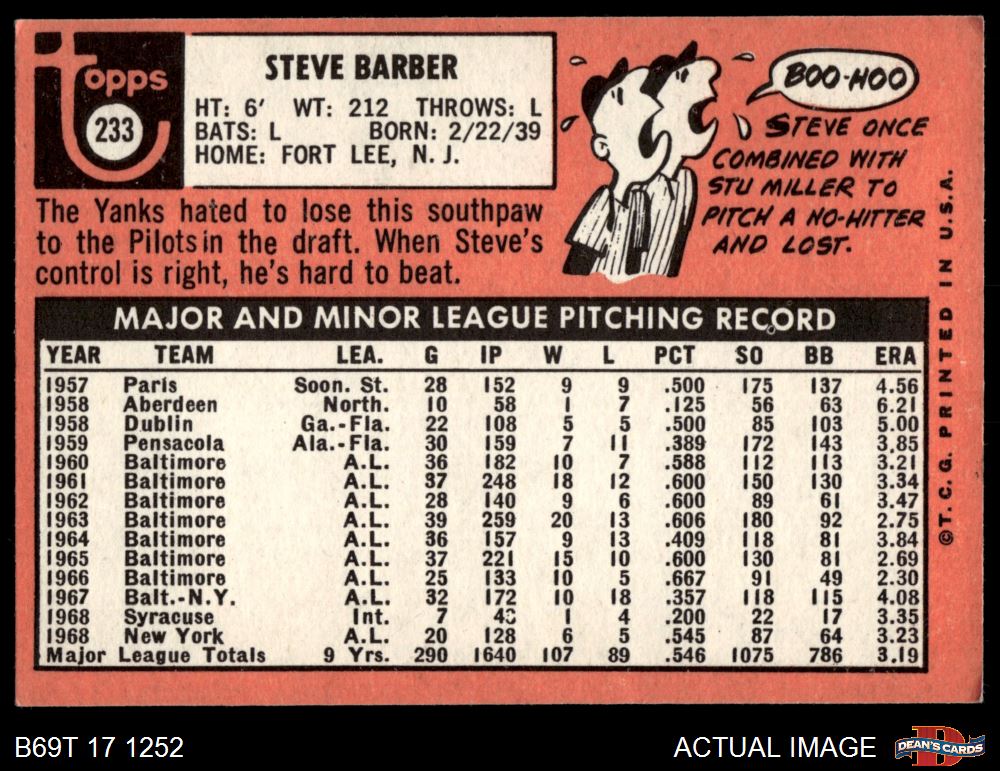 topps
233
STEVE BARBER
HT: 6' WT: 212 THROWS: L
BATS: L BORN: 2/22/39
HOME: FORT LEE, N. J.
The Yanks hated to lose this southpaw
to the Pilots in the draft. When Steve's
control is right, he's hard to beat.
BOO-HOO
STEVE ONCE
COMBINED WITH
STU MILLER TO
PITCH A NO-HITTER
AND LOST.
MAJOR AND MINOR LEAGUE PITCHING RECORD
YEAR TEAM LEA. G IP W L PCT SO BB ERA
1957 Paris Soon. St. 28 152 9 9 .500 175 137 4.56
1958 Aberdeen North. 10 58 1 7 .125 56 63 6.21
1958 Dublin Ga.-Fla. 22 108 5 5 .500 85 103 5.00
1959 Pensacola Ala.-Fla. 30 159 7 11 .389 172 143 3.85
1960 Baltimore A.L. 36 182 10 7 .588 112 113 3.21
1961 Baltimore A.L. 37 248 18 12 .600 150 130 3.34
1962 Baltimore A.L. 28 140 9 6 .600 89 61 3.47
1963 Baltimore A.L. 39 259 20 13 .606 180 92 2.75
1964 Baltimore A.L. 36 157 9 13 .409 118 81 3.84
1965 Baltimore A.L. 37 221 15 10 .600 130 81 2.69
1966 Baltimore A.L. 25 133 10 5 .667 91 49 2.30
1967 Balt.-N.Y. A.L. 32 172 10 18 .357 118 115 4.08
1968 Syracuse Int. 7 1 4 .200 22 17 3.35
1968 New York A.L. 20 128 6 5 .545 87 64 3.23
Major League Totals 9 Yrs. 290 1640 107 89 .546 1075 786 3.19
©T. C. G. PRINTED IN U.S.A.
B69T 17 1252
ACTUAL IMAGE
D
DEAN'S CARDS